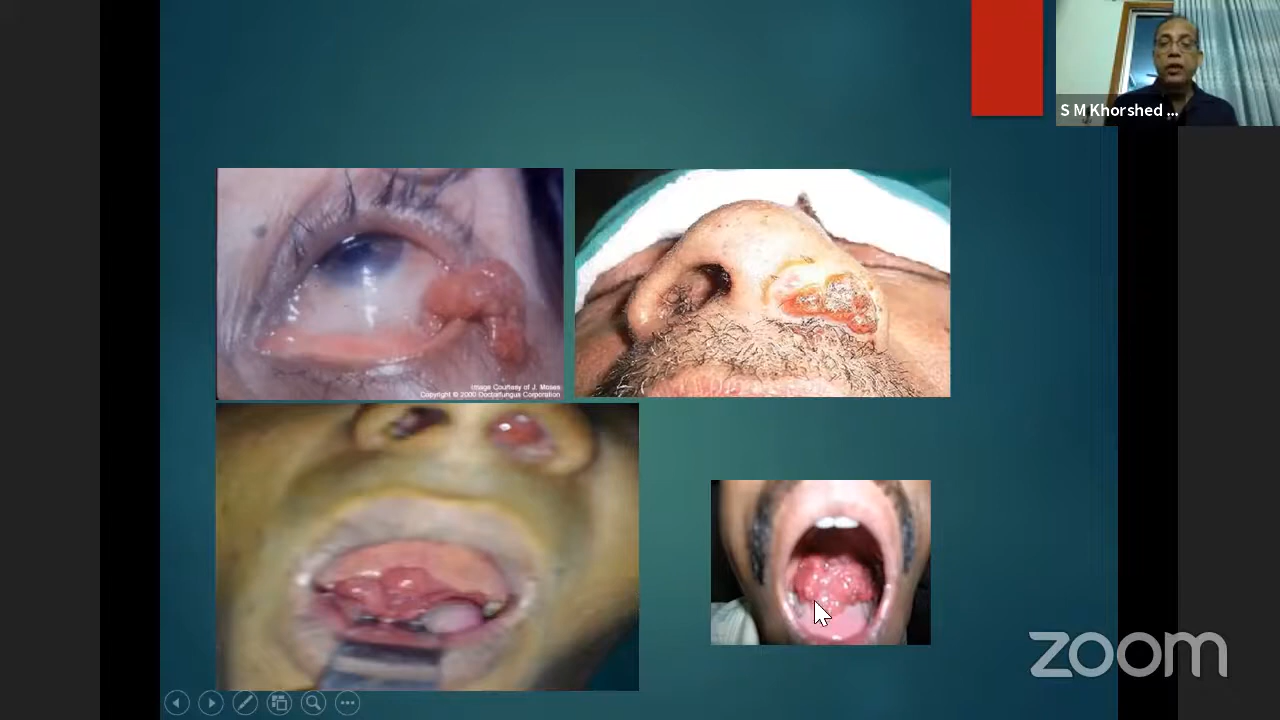 S M Khorshed ...
Image Courtesy of J. Moses
Copyright © 2000 Doctorfungus Corporation
zoom